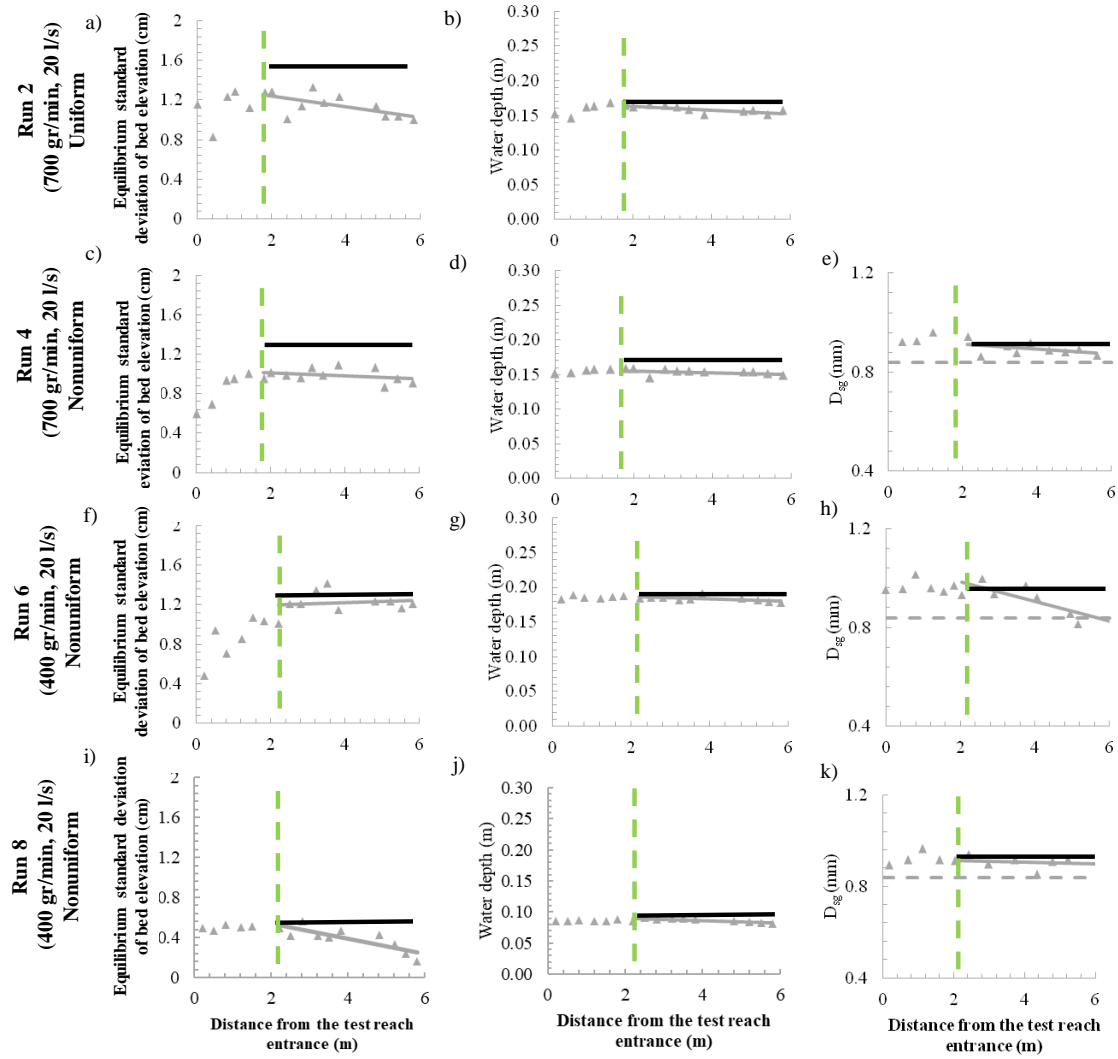 Run 2
(700 gr/min, 20 l/s)
Uniform
a)
Equilibrium standard
deviation of bed elevation (cm)
2
1.6
1.2
0.8
0.4
0
0 2 4 6
b)
Water depth (m)
0.30
0.25
0.20
0.15
0.10
0.05
0.00
0 2 4 6
Run 4
(700 gr/min, 20 l/s)
Nonuniform
c)
Equilibrium standard
eviation of bed elevation (cm)
2
1.6
1.2
0.8
0.4
0
0 2 4 6
d)
Water depth (m)
0.30
0.25
0.20
0.15
0.10
0.05
0.00
0 2 4 6
e)
Dsg (mm)
1.2
0.8
0.4
0 2 4 6
Run 6
(400 gr/min, 20 l/s)
Nonuniform
f)
Equilibrium standard
deviation of bed elevation (cm)
2
1.6
1.2
0.8
0.4
0
0 2 4 6
g)
Water depth (m)
0.30
0.25
0.20
0.15
0.10
0.05
0.00
0 2 4 6
h)
Dsg (mm)
1.2
0.8
0.4
0 2 4 6
Run 8
(400 gr/min, 20 l/s)
Nonuniform
i)
Equilibrium standard deviation
of bed elevation (cm)
2
1.6
1.2
0.8
0.4
0
0 2 4 6
Distance from the test reach
entrance (m)
j)
Water depth (m)
0.30
0.25
0.20
0.15
0.10
0.05
0.00
0 2 4 6
Distance from the test reach
entrance (m)
k)
Dsg (mm)
1.2
0.8
0.4
0 2 4 6
Distance from the test reach
entrance (m)